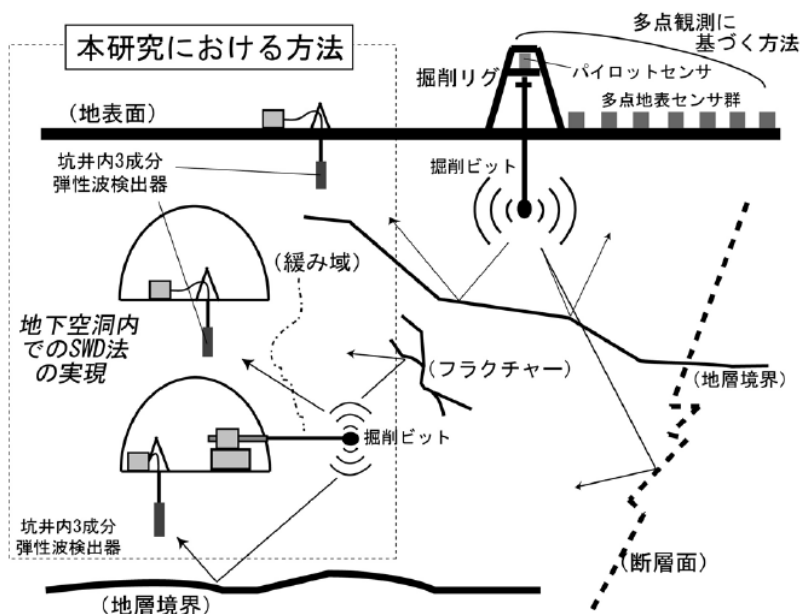 本研究における方法
多点観測に
基づく方法
パイロットセンサ
掘削リグ
多点地表センサ群
(地表面)
坑井内3成分
弾性波検出器
掘削ビット
(緩み域)
地下空洞内
でのSWD法
の実現
(フラクチャー)
(地層境界)
掘削ビット
坑井内3成分
弾性波検出器
(断層面)
(地層境界)